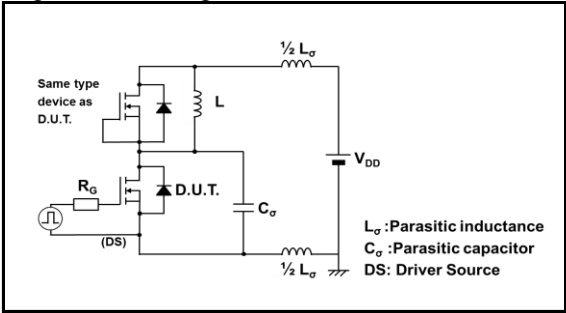 ½ Lσ
Same type
device as
D.U.T.
L
VDD
RG
D.U.T.
Cσ
(DS)
½ Lσ
Lσ :Parasitic inductance
Cσ :Parasitic capacitor
DS: Driver Source